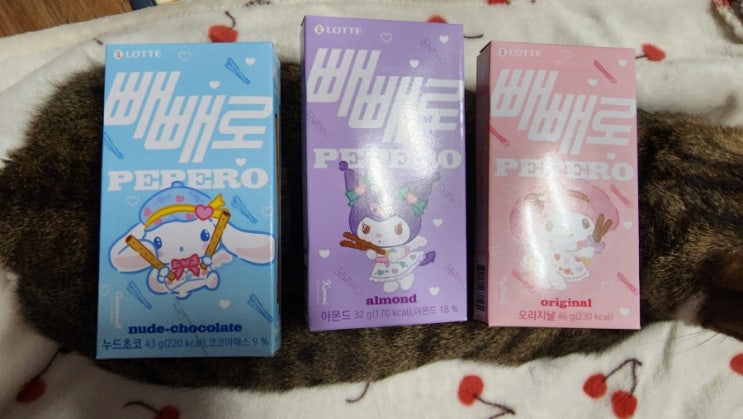 LOTTE
빼빼로
PEPERO
nude-chocolate
누드초코 43 g(220 kcal),코코아매스 9 %
LOTTE
빼빼로
PEPERO
Kuromi
almond
아몬드 32 g(170 kcal),아몬드 18 %
LOTTE
빼빼로
PEPERO
original
오리지날 46 g(230 kcal)